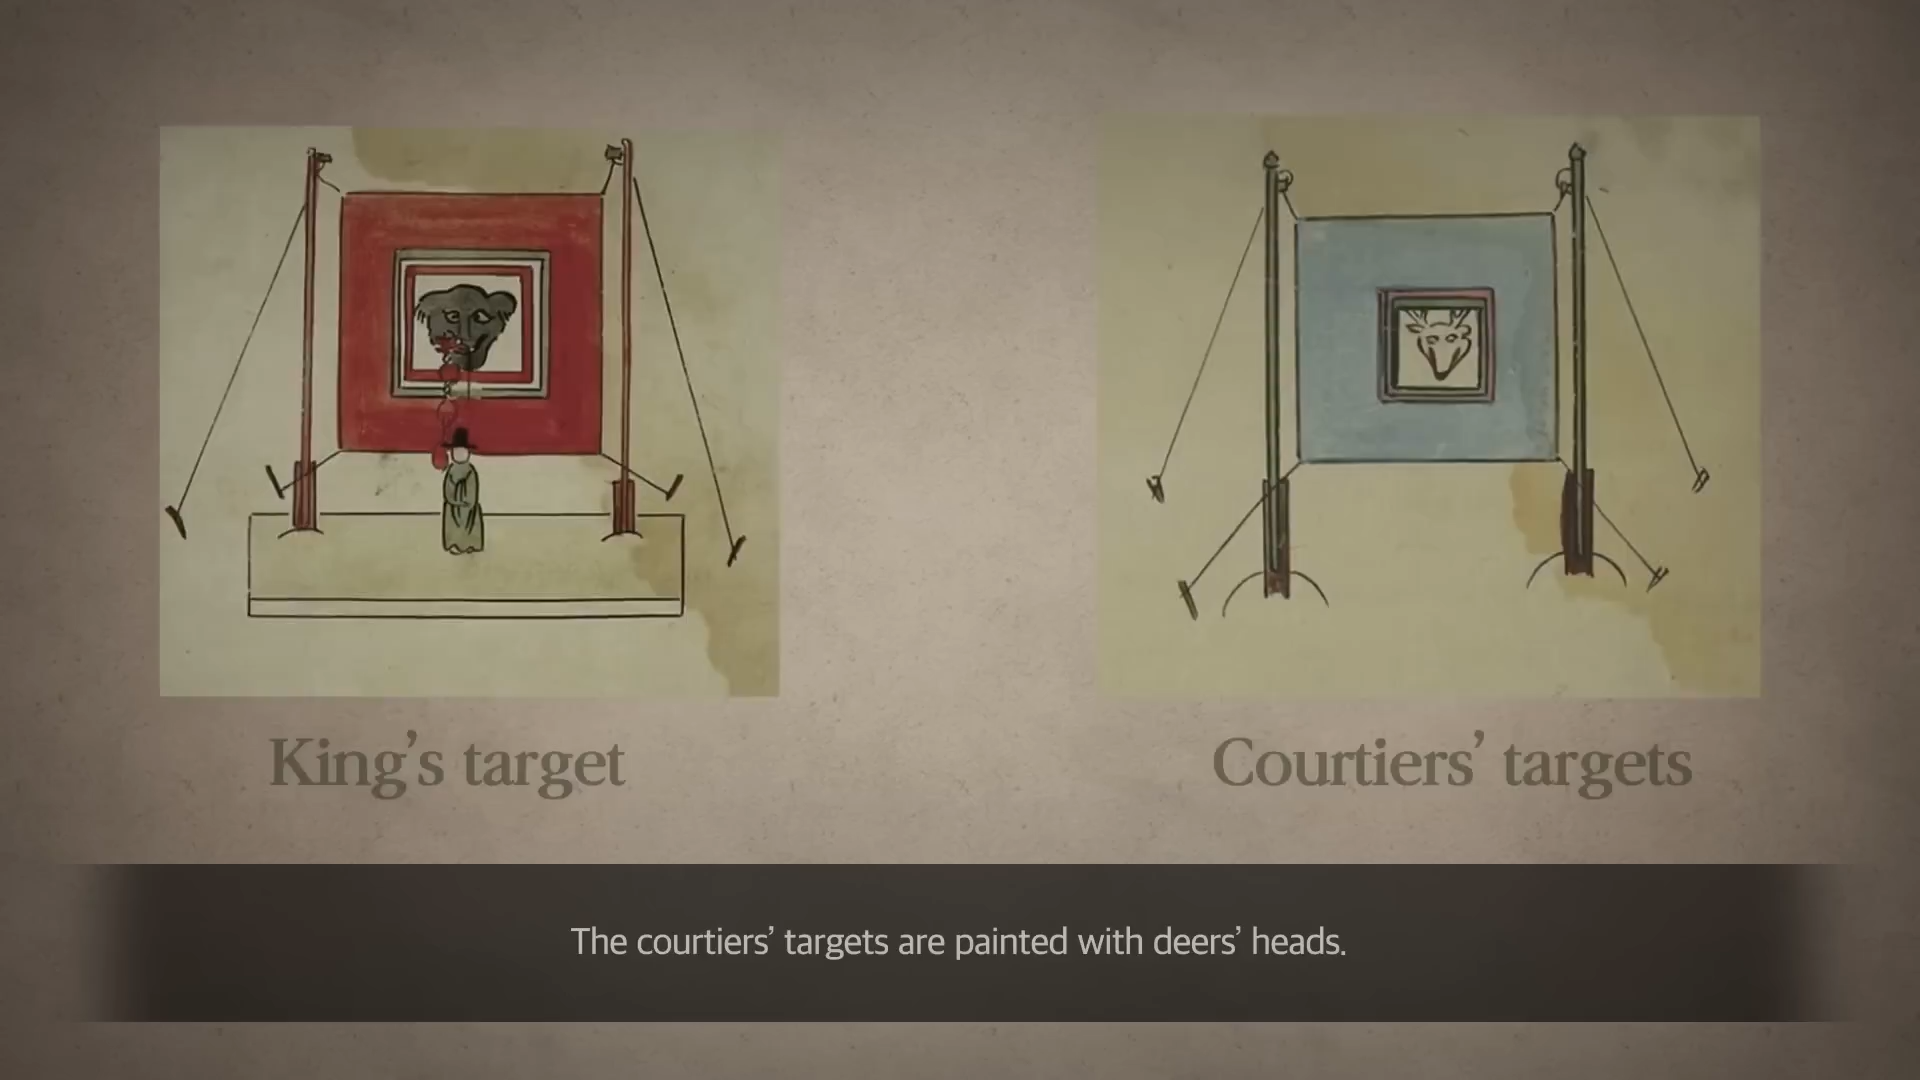 King’s target
Courtiers’ targets
The courtiers’ targets are painted with deers’ heads.